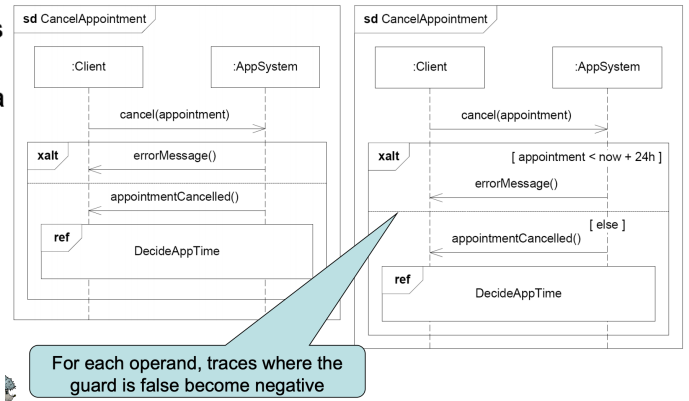 s
a
sd CancelAppointment
:Client
:AppSystem
cancel(appointment)
xalt
errorMessage()
appointmentCancelled()
ref
DecideAppTime
sd CancelAppointment
:Client
:AppSystem
cancel(appointment)
xalt
[ appointment < now + 24h ]
errorMessage()
[ else ]
appointmentCancelled()
ref
DecideAppTime
For each operand, traces where the
guard is false become negative